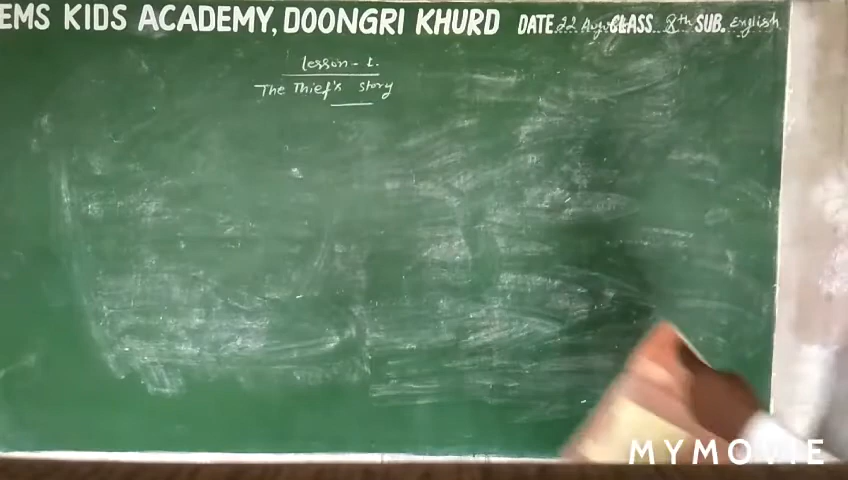 EMS KIDS ACADEMY, DOONGRI KHURD DATE 22 Aug CLASS 8th SUB. English
Lesson - 1.
The Thief's story
MYMOVIE